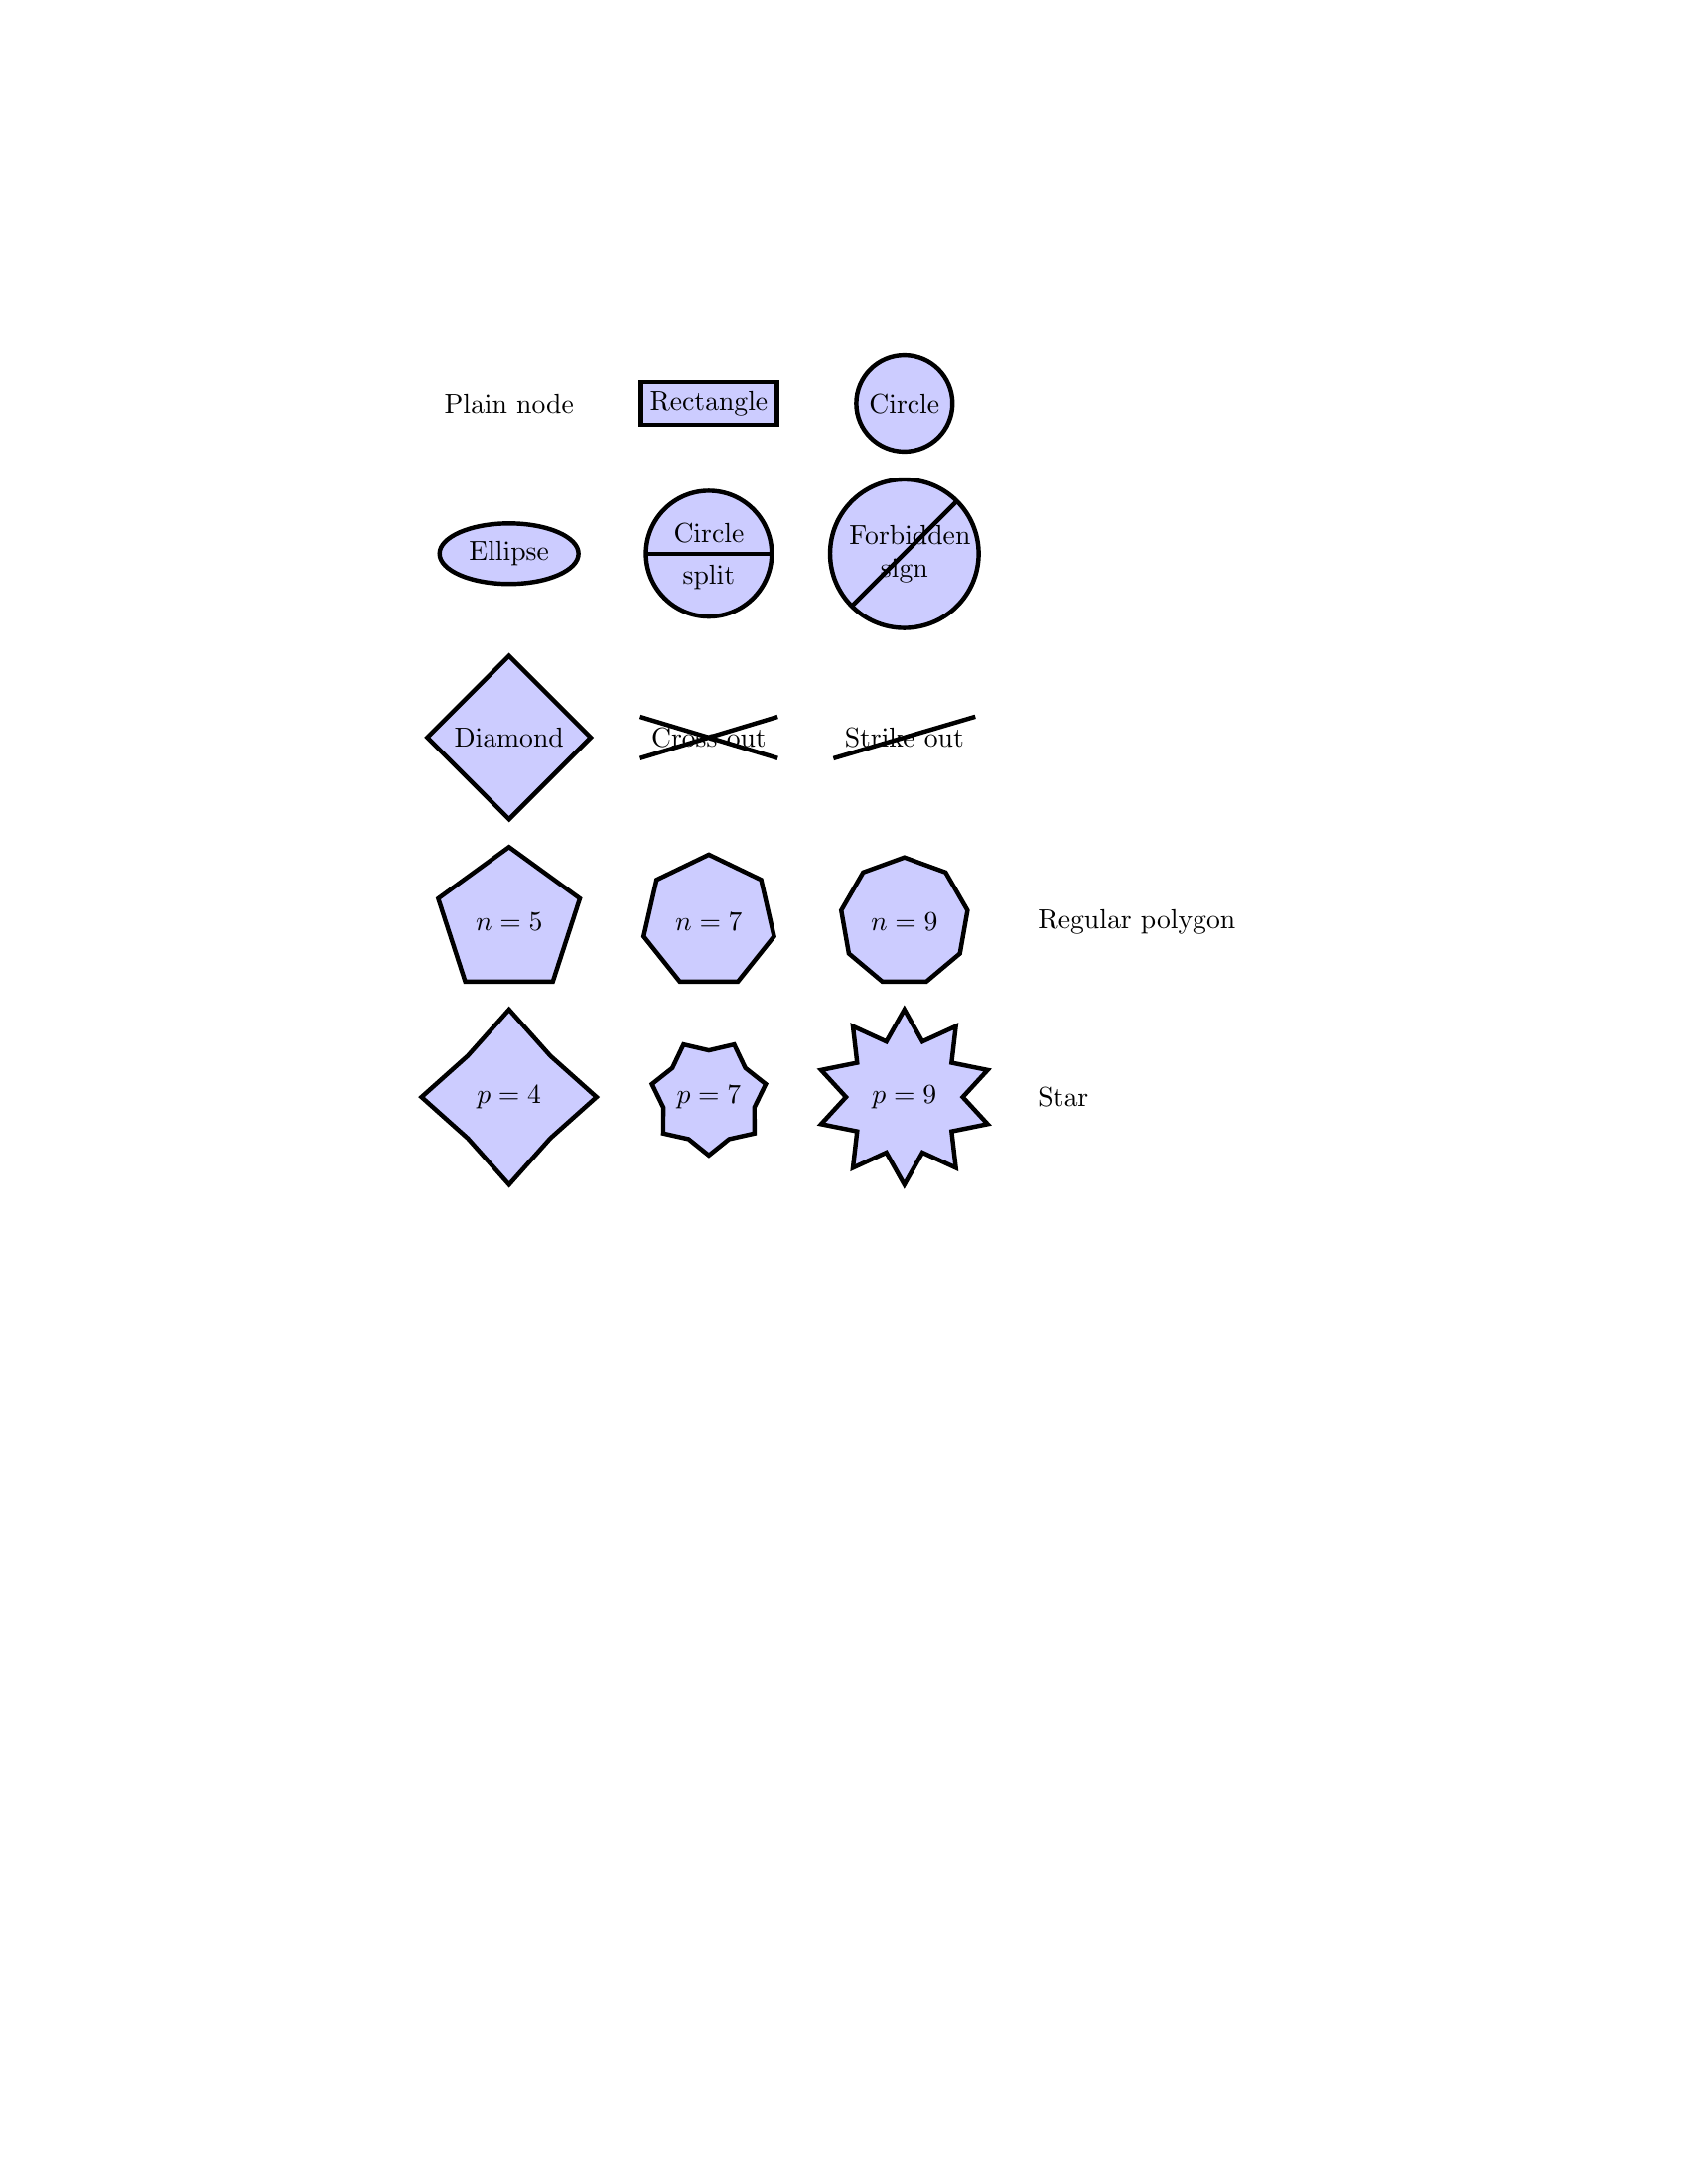 Plain node
Rectangle
Circle
Ellipse
Circle
split
Forbidden
sign
Diamond
Cross out
Strike out
n = 5
n = 7
n = 9
Regular polygon
p = 4
p = 7
p = 9
Star